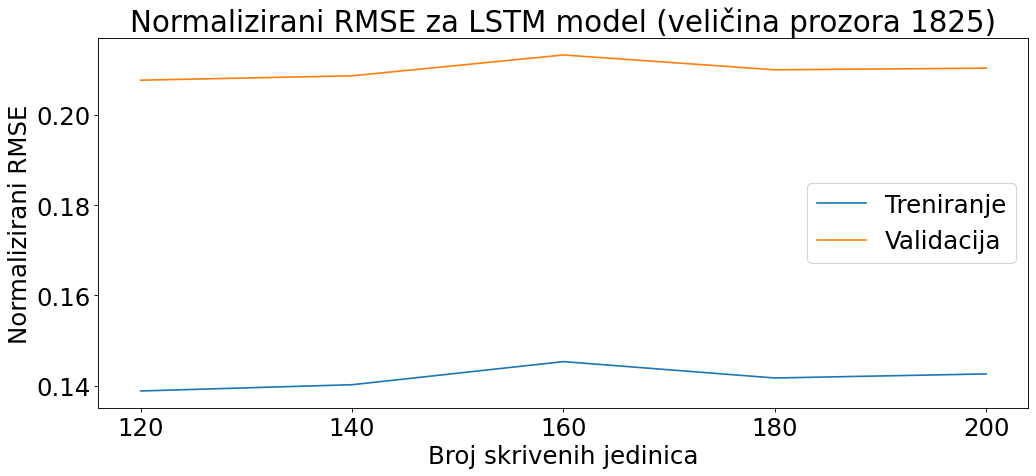 Normalizirani RMSE za LSTM model (veličina prozora 1825)
Normalizirani RMSE
0.20
0.18
0.16
0.14
Treniranje
Validacija
120 140 160 180 200
Broj skrivenih jedinica